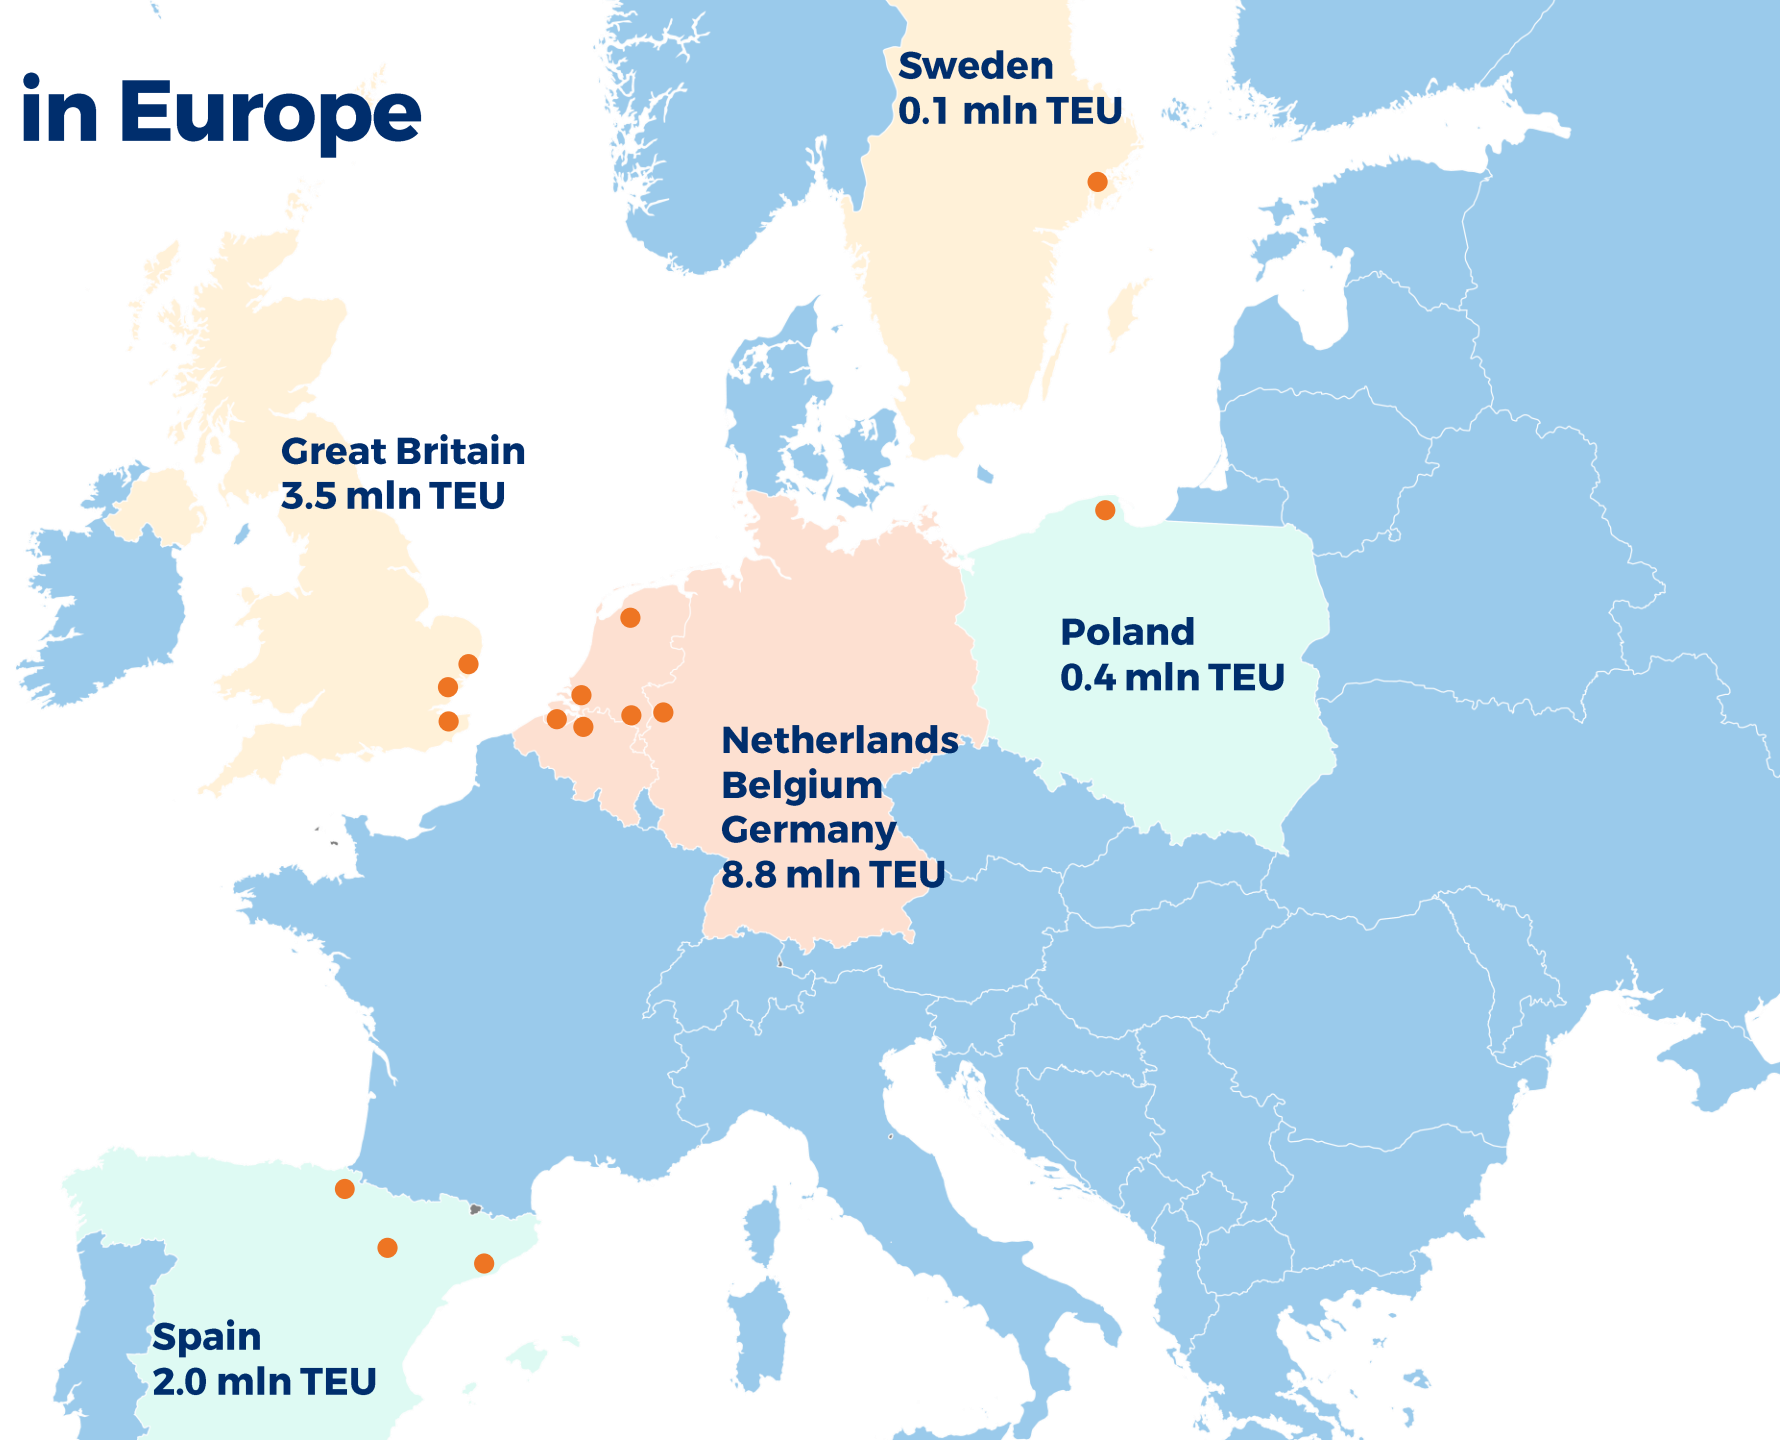 in Europe
Sweden
0.1 mln TEU
Great Britain
3.5 mln TEU
Poland
0.4 mln TEU
Netherlands
Belgium
Germany
8.8 mln TEU
Spain
2.0 mln TEU